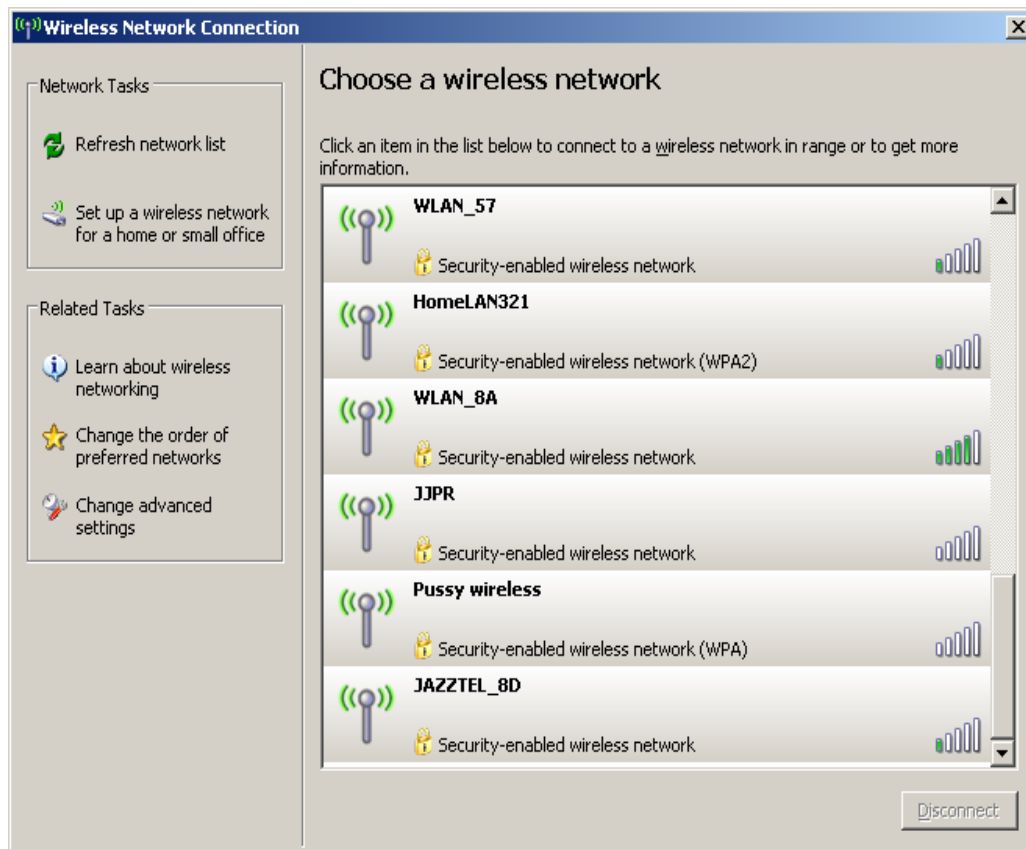 Wireless Network Connection
Network Tasks
Refresh network list
Set up a wireless network
for a home or small office
Related Tasks
Learn about wireless
networking
Change the order of
preferred networks
Change advanced
settings
Choose a wireless network
Click an item in the list below to connect to a wireless network in range or to get more
information.
WLAN_57
Security-enabled wireless network
HomeLAN321
Security-enabled wireless network (WPA2)
WLAN_8A
Security-enabled wireless network
JJPR
Security-enabled wireless network
Pussy wireless
Security-enabled wireless network (WPA)
JAZZTEL_8D
Security-enabled wireless network
Disconnect